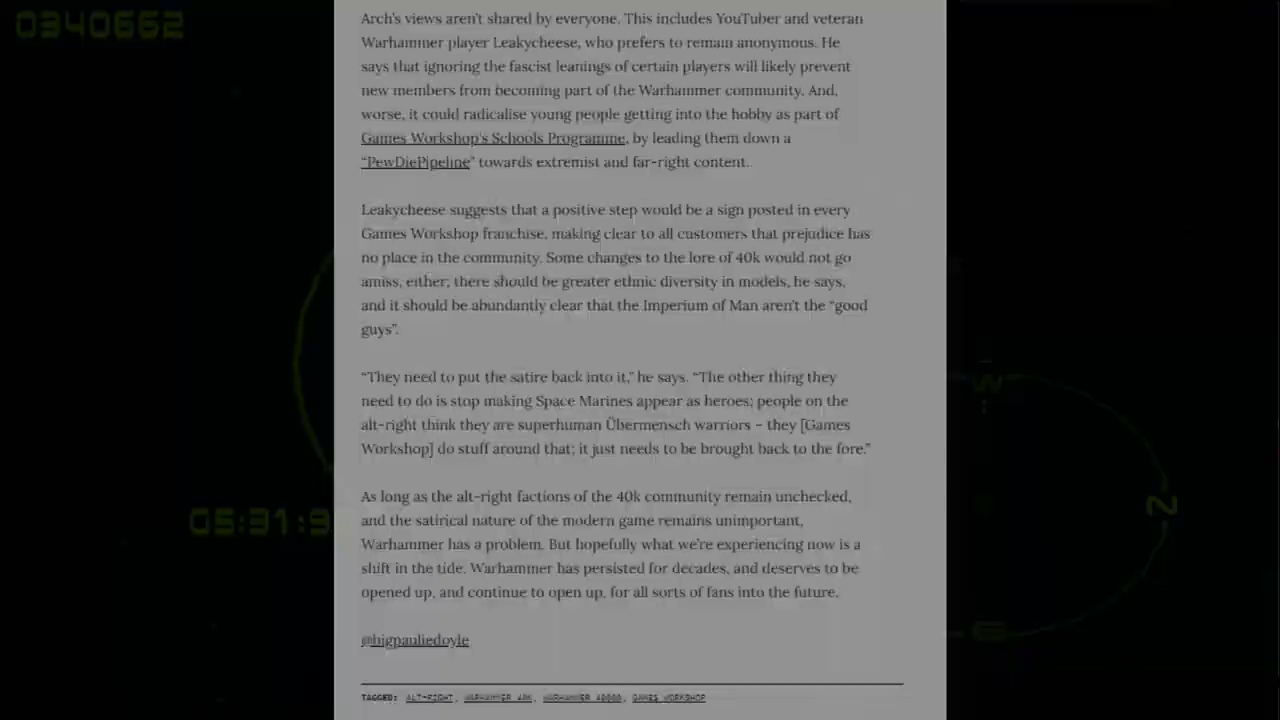 0340662
Arch's views aren't shared by everyone. This includes YouTuber and veteran
Warhammer player Leakycheese, who prefers to remain anonymous. He
says that ignoring the fascist leanings of certain players will likely prevent
new members from becoming part of the Warhammer community. And,
worse, it could radicalise young people getting into the hobby as part of
Games Workshop's Schools Programme, by leading them down a
"PewDiePipeline" towards extremist and far-right content.
Leakycheese suggests that a positive step would be a sign posted in every
Games Workshop franchise, making clear to all customers that prejudice has
no place in the community. Some changes to the lore of 40k would not go
amiss, either; there should be greater ethnic diversity in models, he says,
and it should be abundantly clear that the Imperium of Man aren't the "good
guys".
"They need to put the satire back into it," he says. "The other thing they
need to do is stop making Space Marines appear as heroes; people on the
alt-right think they are superhuman Übermensch warriors – they [Games
Workshop] do stuff around that; it just needs to be brought back to the fore."
As long as the alt-right factions of the 40k community remain unchecked,
and the satirical nature of the modern game remains unimportant,
Warhammer has a problem. But hopefully what we're experiencing now is a
shift in the tide. Warhammer has persisted for decades, and deserves to be
opened up, and continue to open up, for all sorts of fans into the future.
@bigpauliedoyle
TAGGED: ALT-RIGHT, WARHAMMER 40K, WARHAMMER 40000, GAMES WORKSHOP
05:31:9
W
N
E